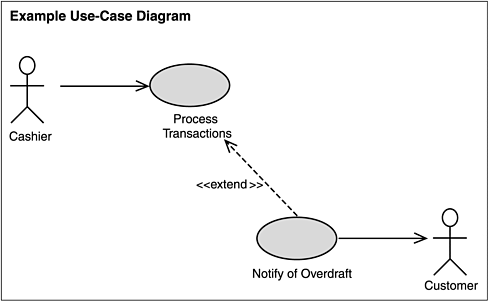 Example Use-Case Diagram
Cashier
Process
Transactions
<<extend>>
Notify of Overdraft
Customer